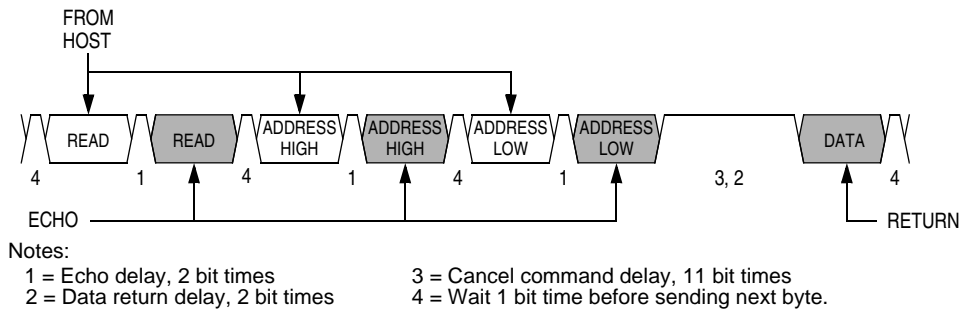 FROM
HOST
READ READ ADDRESS HIGH ADDRESS HIGH ADDRESS LOW ADDRESS LOW DATA
4 1 4 1 4 1 3, 2 4
ECHO RETURN
Notes:
1 = Echo delay, 2 bit times 3 = Cancel command delay, 11 bit times
2 = Data return delay, 2 bit times 4 = Wait 1 bit time before sending next byte.